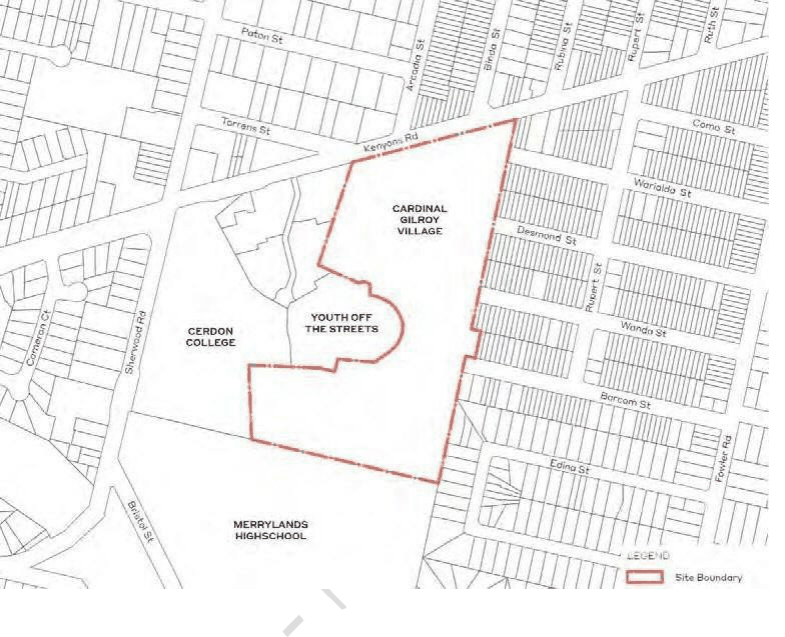 Paton St
Arcadia St
Binda St
Rubina St
Rupert St
Ruth St
Torrens St
Kenyons Rd
Como St
Warialda St
CARDINAL
GILROY
VILLAGE
Desmond St
Rupert St
YOUTH OFF
THE STREETS
CERDON
COLLEGE
Sherwood Rd
Cameron Ct
Wanda St
Barcom St
Fowler Rd
Edina St
Bristol St
MERRYLANDS
HIGHSCHOOL
LEGEND
Site Boundary